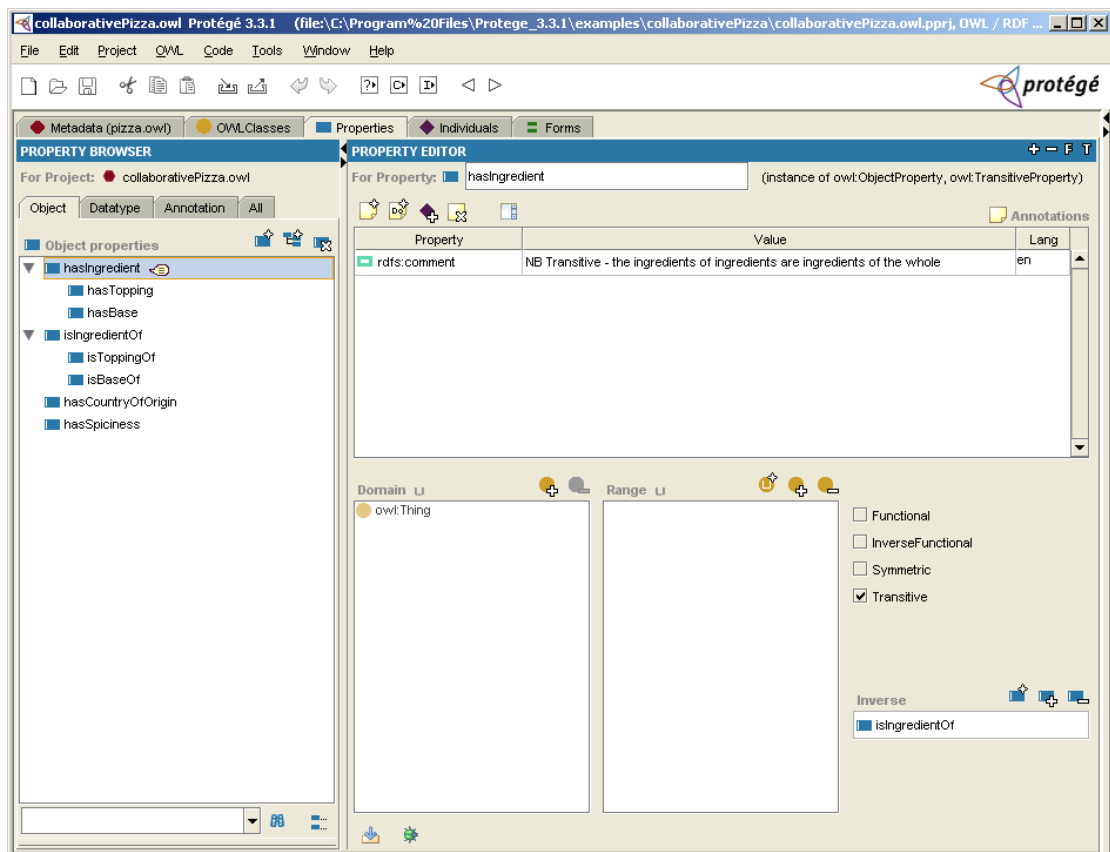 collaborativePizza.owl Protégé 3.3.1 (file:\C:\Program%20Files\Protege_3.3.1\examples\collaborativePizza\collaborativePizza.owl.pprj, OWL / RDF ...
File Edit Project OWL Code Tools Window Help
protégé
Metadata (pizza.owl) OWLClasses Properties Individuals Forms
PROPERTY BROWSER
For Project: collaborativePizza.owl
Object Datatype Annotation All
Object properties
hasIngredient
hasTopping
hasBase
isIngredientOf
isToppingOf
isBaseOf
hasCountryOfOrigin
hasSpiciness
PROPERTY EDITOR
F T
For Property: hasIngredient (instance of owl:ObjectProperty, owl:TransitiveProperty)
Annotations
Property Value Lang
rdfs:comment NB Transitive - the ingredients of ingredients are ingredients of the whole en
Domain ⊔ Range ⊔
owl:Thing
Functional
InverseFunctional
Symmetric
Transitive
Inverse
isIngredientOf